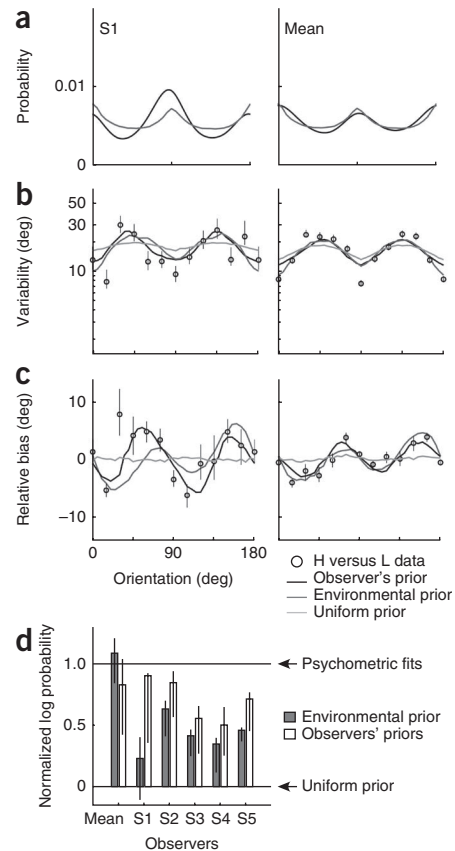 a
S1
Mean
Probability
0.01
0
b
Variability (deg)
50
30
10
c
Relative bias (deg)
10
0
–10
0
90
180
Orientation (deg)
H versus L data
Observer's prior
Environmental prior
Uniform prior
d
Normalized log probability
1.0
0.5
0
Psychometric fits
Environmental prior
Observers' priors
Uniform prior
Mean S1 S2 S3 S4 S5
Observers